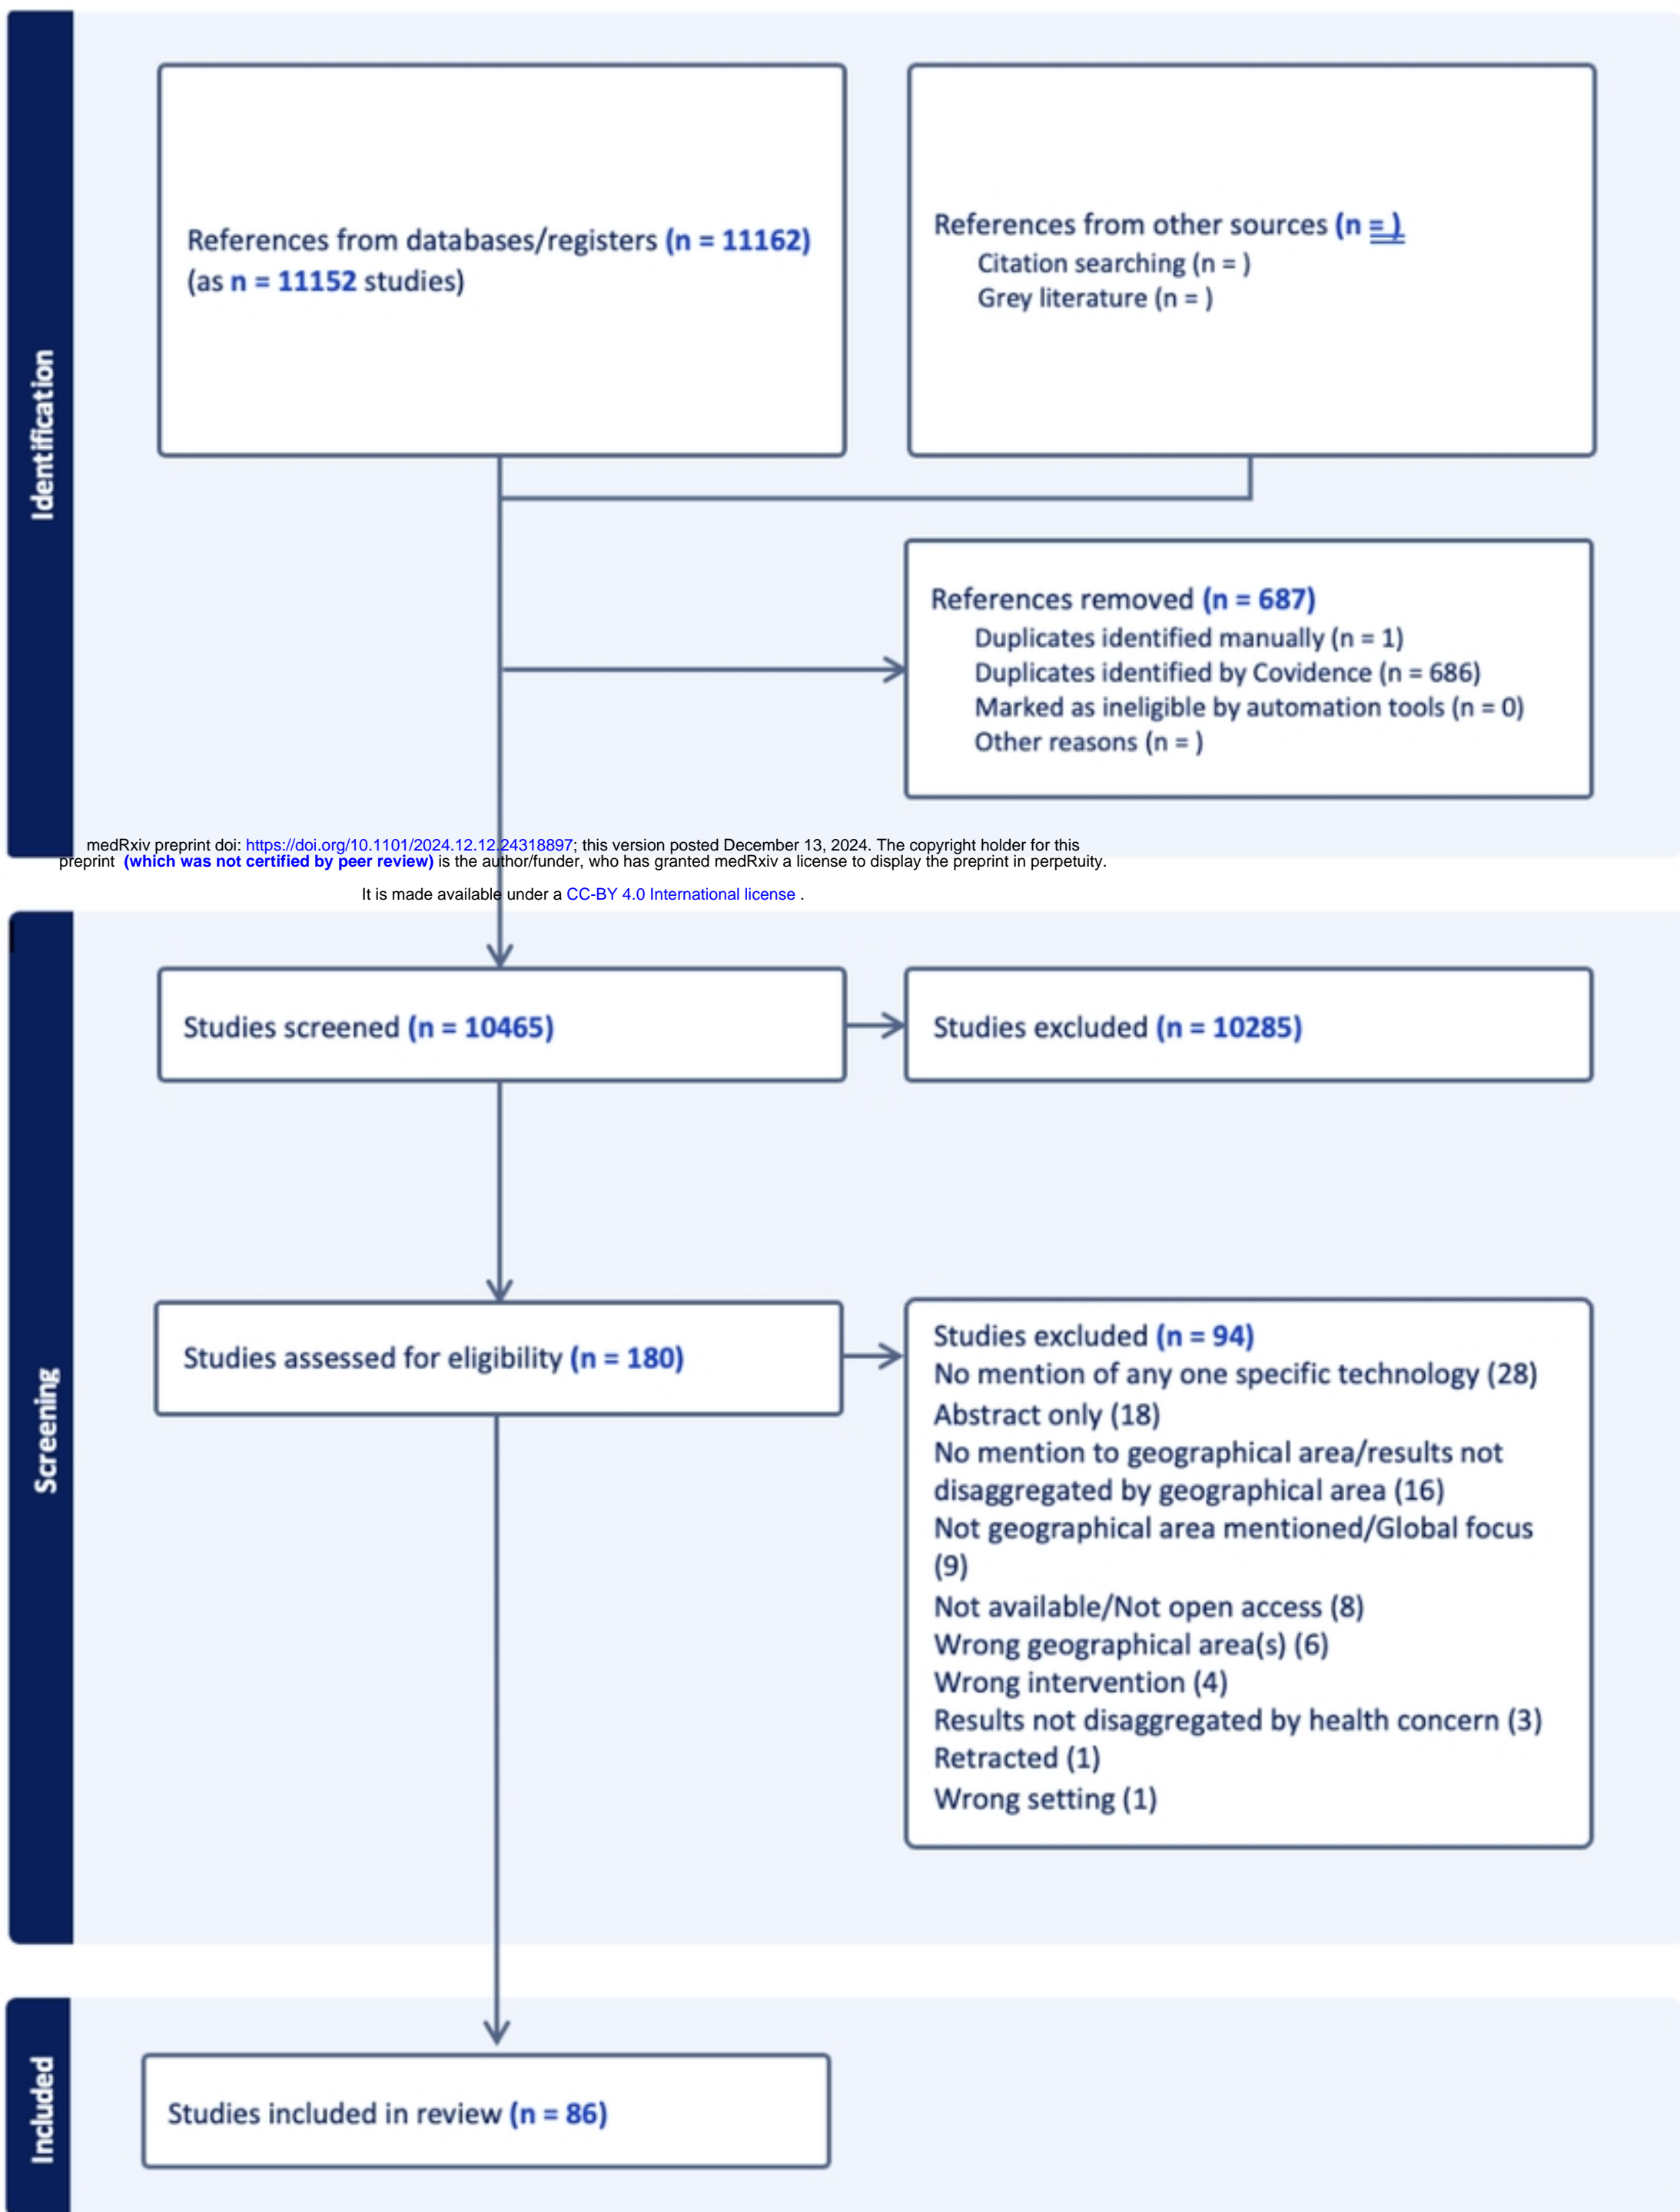 Identification
References from databases/registers (n = 11162)
(as n = 11152 studies)
References from other sources (n = )
Citation searching (n = )
Grey literature (n = )
References removed (n = 687)
Duplicates identified manually (n = 1)
Duplicates identified by Covidence (n = 686)
Marked as ineligible by automation tools (n = 0)
Other reasons (n = )
medRxiv preprint doi: https://doi.org/10.1101/2024.12.12.24318897; this version posted December 13, 2024. The copyright holder for this
preprint (which was not certified by peer review) is the author/funder, who has granted medRxiv a license to display the preprint in perpetuity.
It is made available under a CC-BY 4.0 International license .
Screening
Studies screened (n = 10465)
Studies excluded (n = 10285)
Studies assessed for eligibility (n = 180)
Studies excluded (n = 94)
No mention of any one specific technology (28)
Abstract only (18)
No mention to geographical area/results not
disaggregated by geographical area (16)
Not geographical area mentioned/Global focus
(9)
Not available/Not open access (8)
Wrong geographical area(s) (6)
Wrong intervention (4)
Results not disaggregated by health concern (3)
Retracted (1)
Wrong setting (1)
Included
Studies included in review (n = 86)